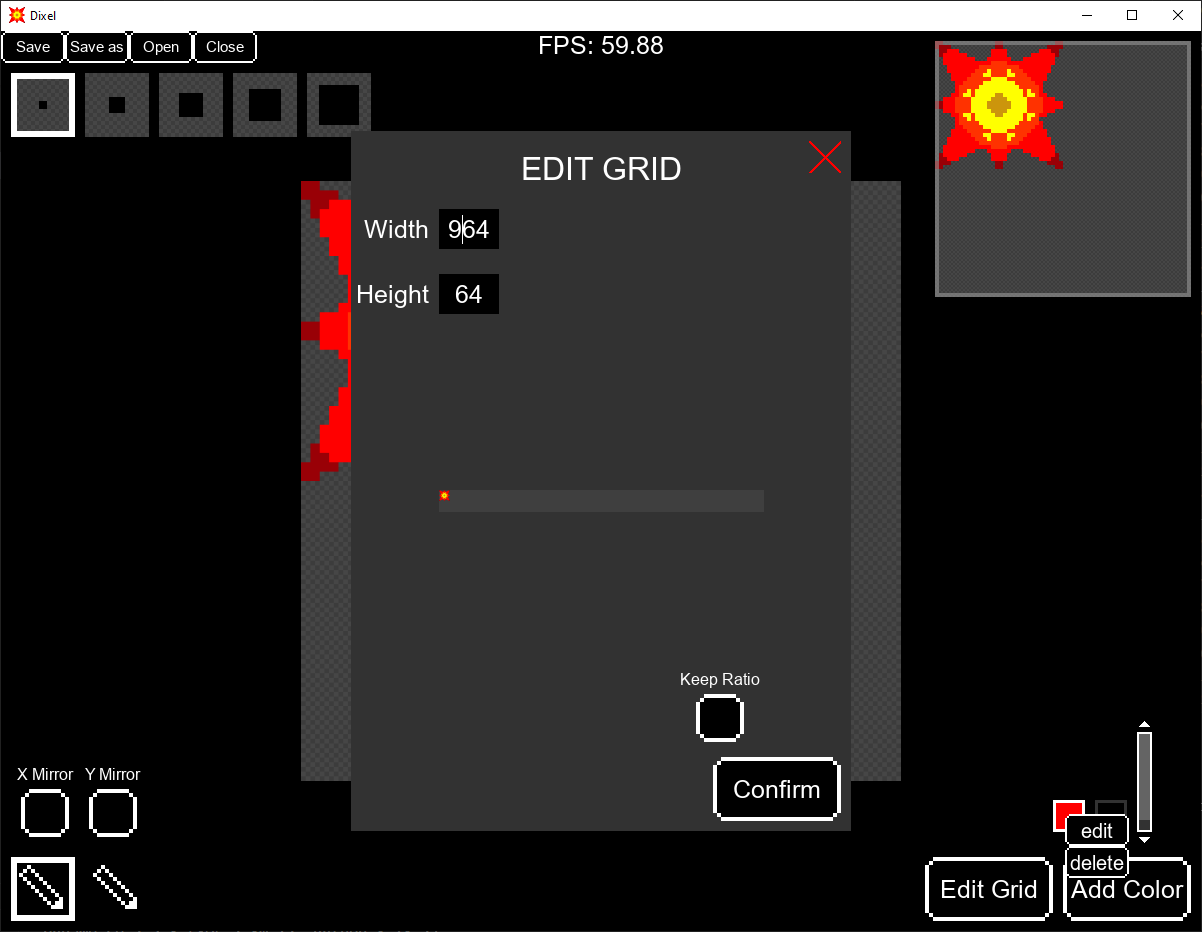 Dixel
Save
Save as
Open
Close
FPS: 59.88
EDIT GRID
Width 964
Height 64
Keep Ratio
Confirm
X Mirror
Y Mirror
edit
delete
Edit Grid
Add Color